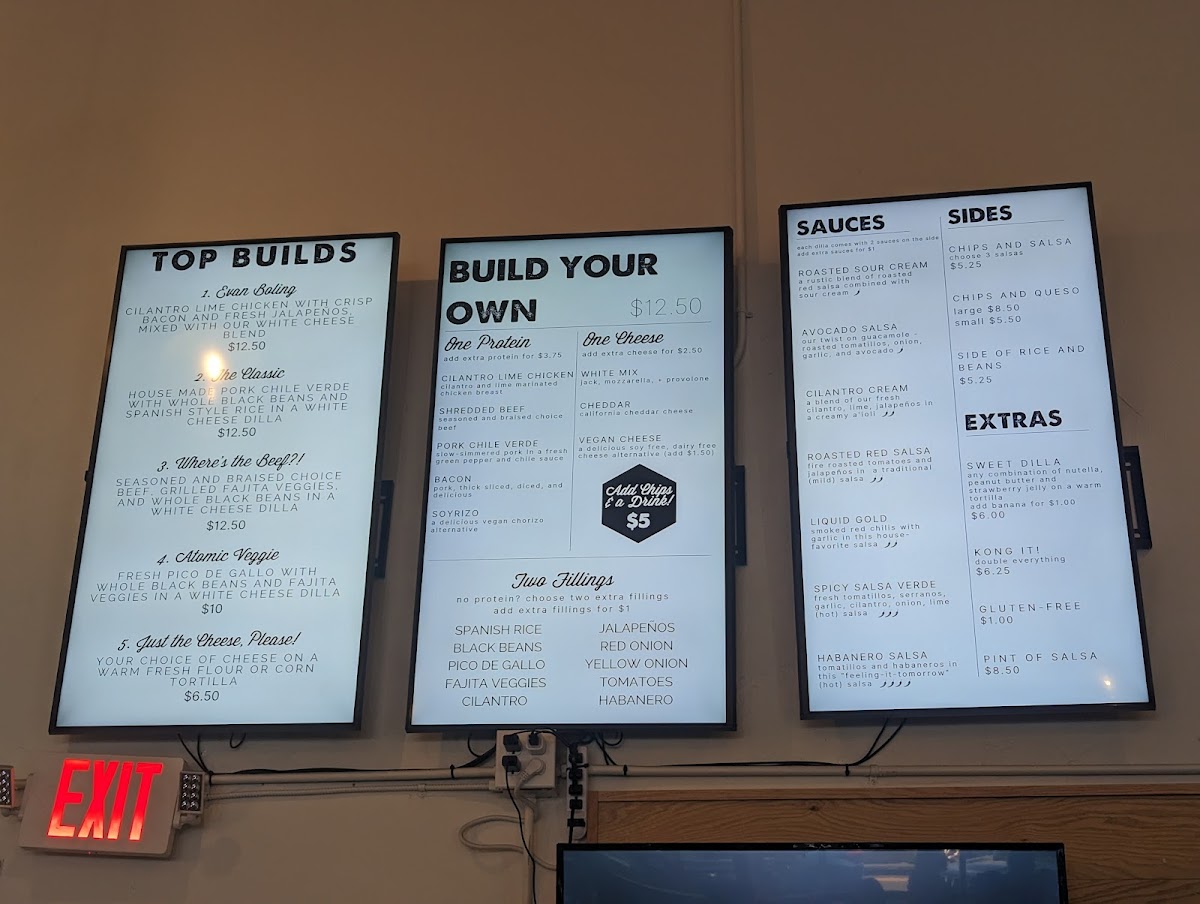 TOP BUILDS
1. Evan Boling
CILANTRO LIME CHICKEN WITH CRISP
BACON AND FRESH JALAPEÑOS,
MIXED WITH OUR WHITE CHEESE
BLEND
$12.50
2. The Classic
HOUSE MADE PORK CHILE VERDE
WITH WHOLE BLACK BEANS AND
SPANISH STYLE RICE IN A WHITE
CHEESE DILLA
$12.50
3. Where's the Beef?!
SEASONED AND BRAISED CHOICE
BEEF, GRILLED FAJITA VEGGIES,
AND WHOLE BLACK BEANS IN A
WHITE CHEESE DILLA
$12.50
4. Atomic Veggie
FRESH PICO DE GALLO WITH
WHOLE BLACK BEANS AND FAJITA
VEGGIES IN A WHITE CHEESE DILLA
$10
5. Just the Cheese, Please!
YOUR CHOICE OF CHEESE ON A
WARM FRESH FLOUR OR CORN
TORTILLA
$6.50
BUILD YOUR
OWN $12.50
One Protein
add extra protein for $3.75
CILANTRO LIME CHICKEN
cilantro and lime marinated
chicken breast
SHREDDED BEEF
seasoned and braised choice
beef
PORK CHILE VERDE
slow-simmered pork in a fresh
green pepper and chile sauce
BACON
pork, thick sliced, diced, and
delicious
SOYRIZO
a delicious vegan chorizo
alternative
One Cheese
add extra cheese for $2.50
WHITE MIX
jack, mozzarella, + provolone
CHEDDAR
california cheddar cheese
VEGAN CHEESE
a delicious soy free, dairy free
cheese alternative (add $1.50)
Add Chips
& a Drink!
$5
Two Fillings
no protein? choose two extra fillings
add extra fillings for $1
SPANISH RICE
BLACK BEANS
PICO DE GALLO
FAJITA VEGGIES
CILANTRO
JALAPEÑOS
RED ONION
YELLOW ONION
TOMATOES
HABANERO
SAUCES
each dilla comes with 2 sauces on the side
add extra sauces for $1
ROASTED SOUR CREAM
a rustic blend of roasted
red salsa combined with
sour cream
AVOCADO SALSA
our twist on guacamole -
roasted tomatillos, onion,
garlic, and avocado
CILANTRO CREAM
a blend of our fresh
cilantro, lime, jalapeños in
a creamy a'ioli
ROASTED RED SALSA
fire roasted tomatoes and
jalapeños in a traditional
(mild) salsa
LIQUID GOLD
smoked red chilis with
garlic in this house-
favorite salsa
SPICY SALSA VERDE
fresh tomatillos, serranos,
garlic, cilantro, onion, lime
(hot) salsa
HABANERO SALSA
tomatillos and habaneros in
this "feeling-it-tomorrow"
(hot) salsa
SIDES
CHIPS AND SALSA
choose 3 salsas
$5.25
CHIPS AND QUESO
large $8.50
small $5.50
SIDE OF RICE AND
BEANS
$5.25
EXTRAS
SWEET DILLA
any combination of nutella,
peanut butter and
strawberry jelly on a warm
tortilla
add banana for $1.00
$6.00
KONG IT!
double everything
$6.25
GLUTEN-FREE
$1.00
PINT OF SALSA
$8.50
EXIT